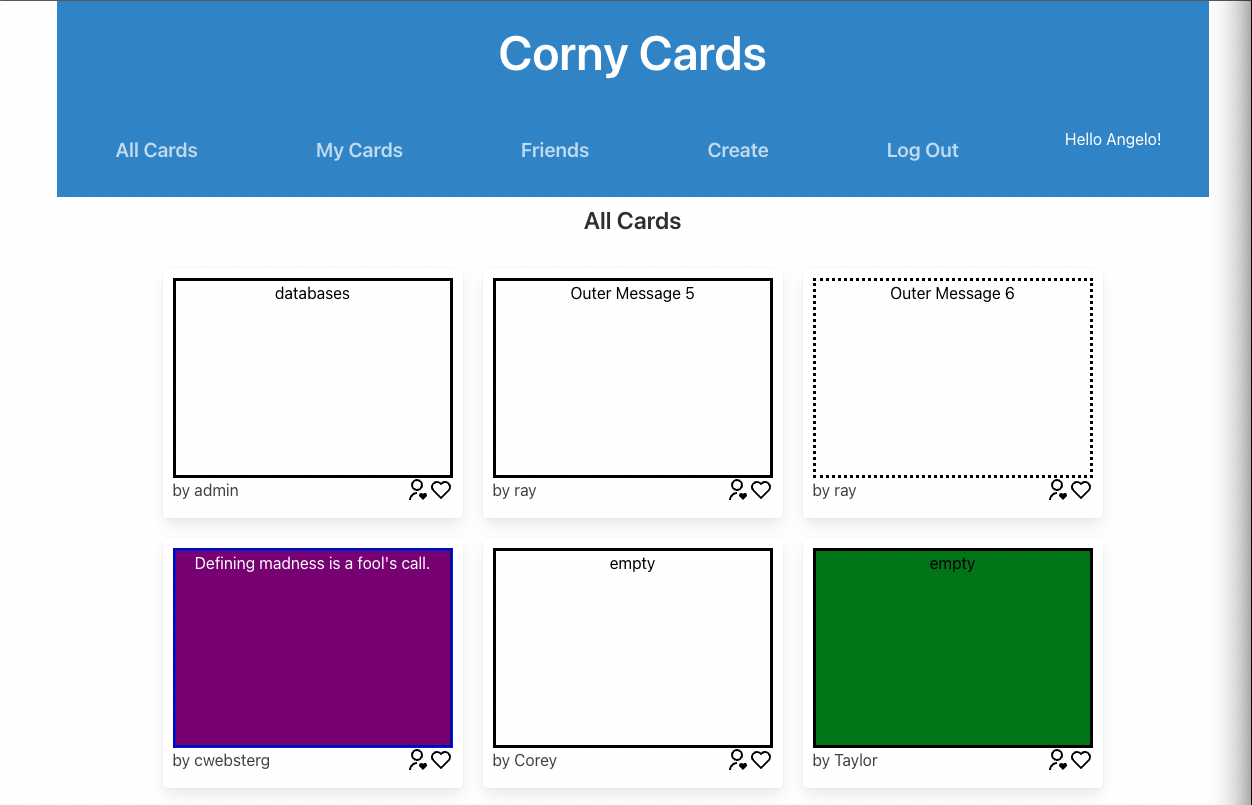 Corny Cards
All Cards My Cards Friends Create Log Out Hello Angelo!
All Cards
databases
by admin
Outer Message 5
by ray
Outer Message 6
by ray
Defining madness is a fool's call.
by cwebsterg
empty
by Corey
empty
by Taylor